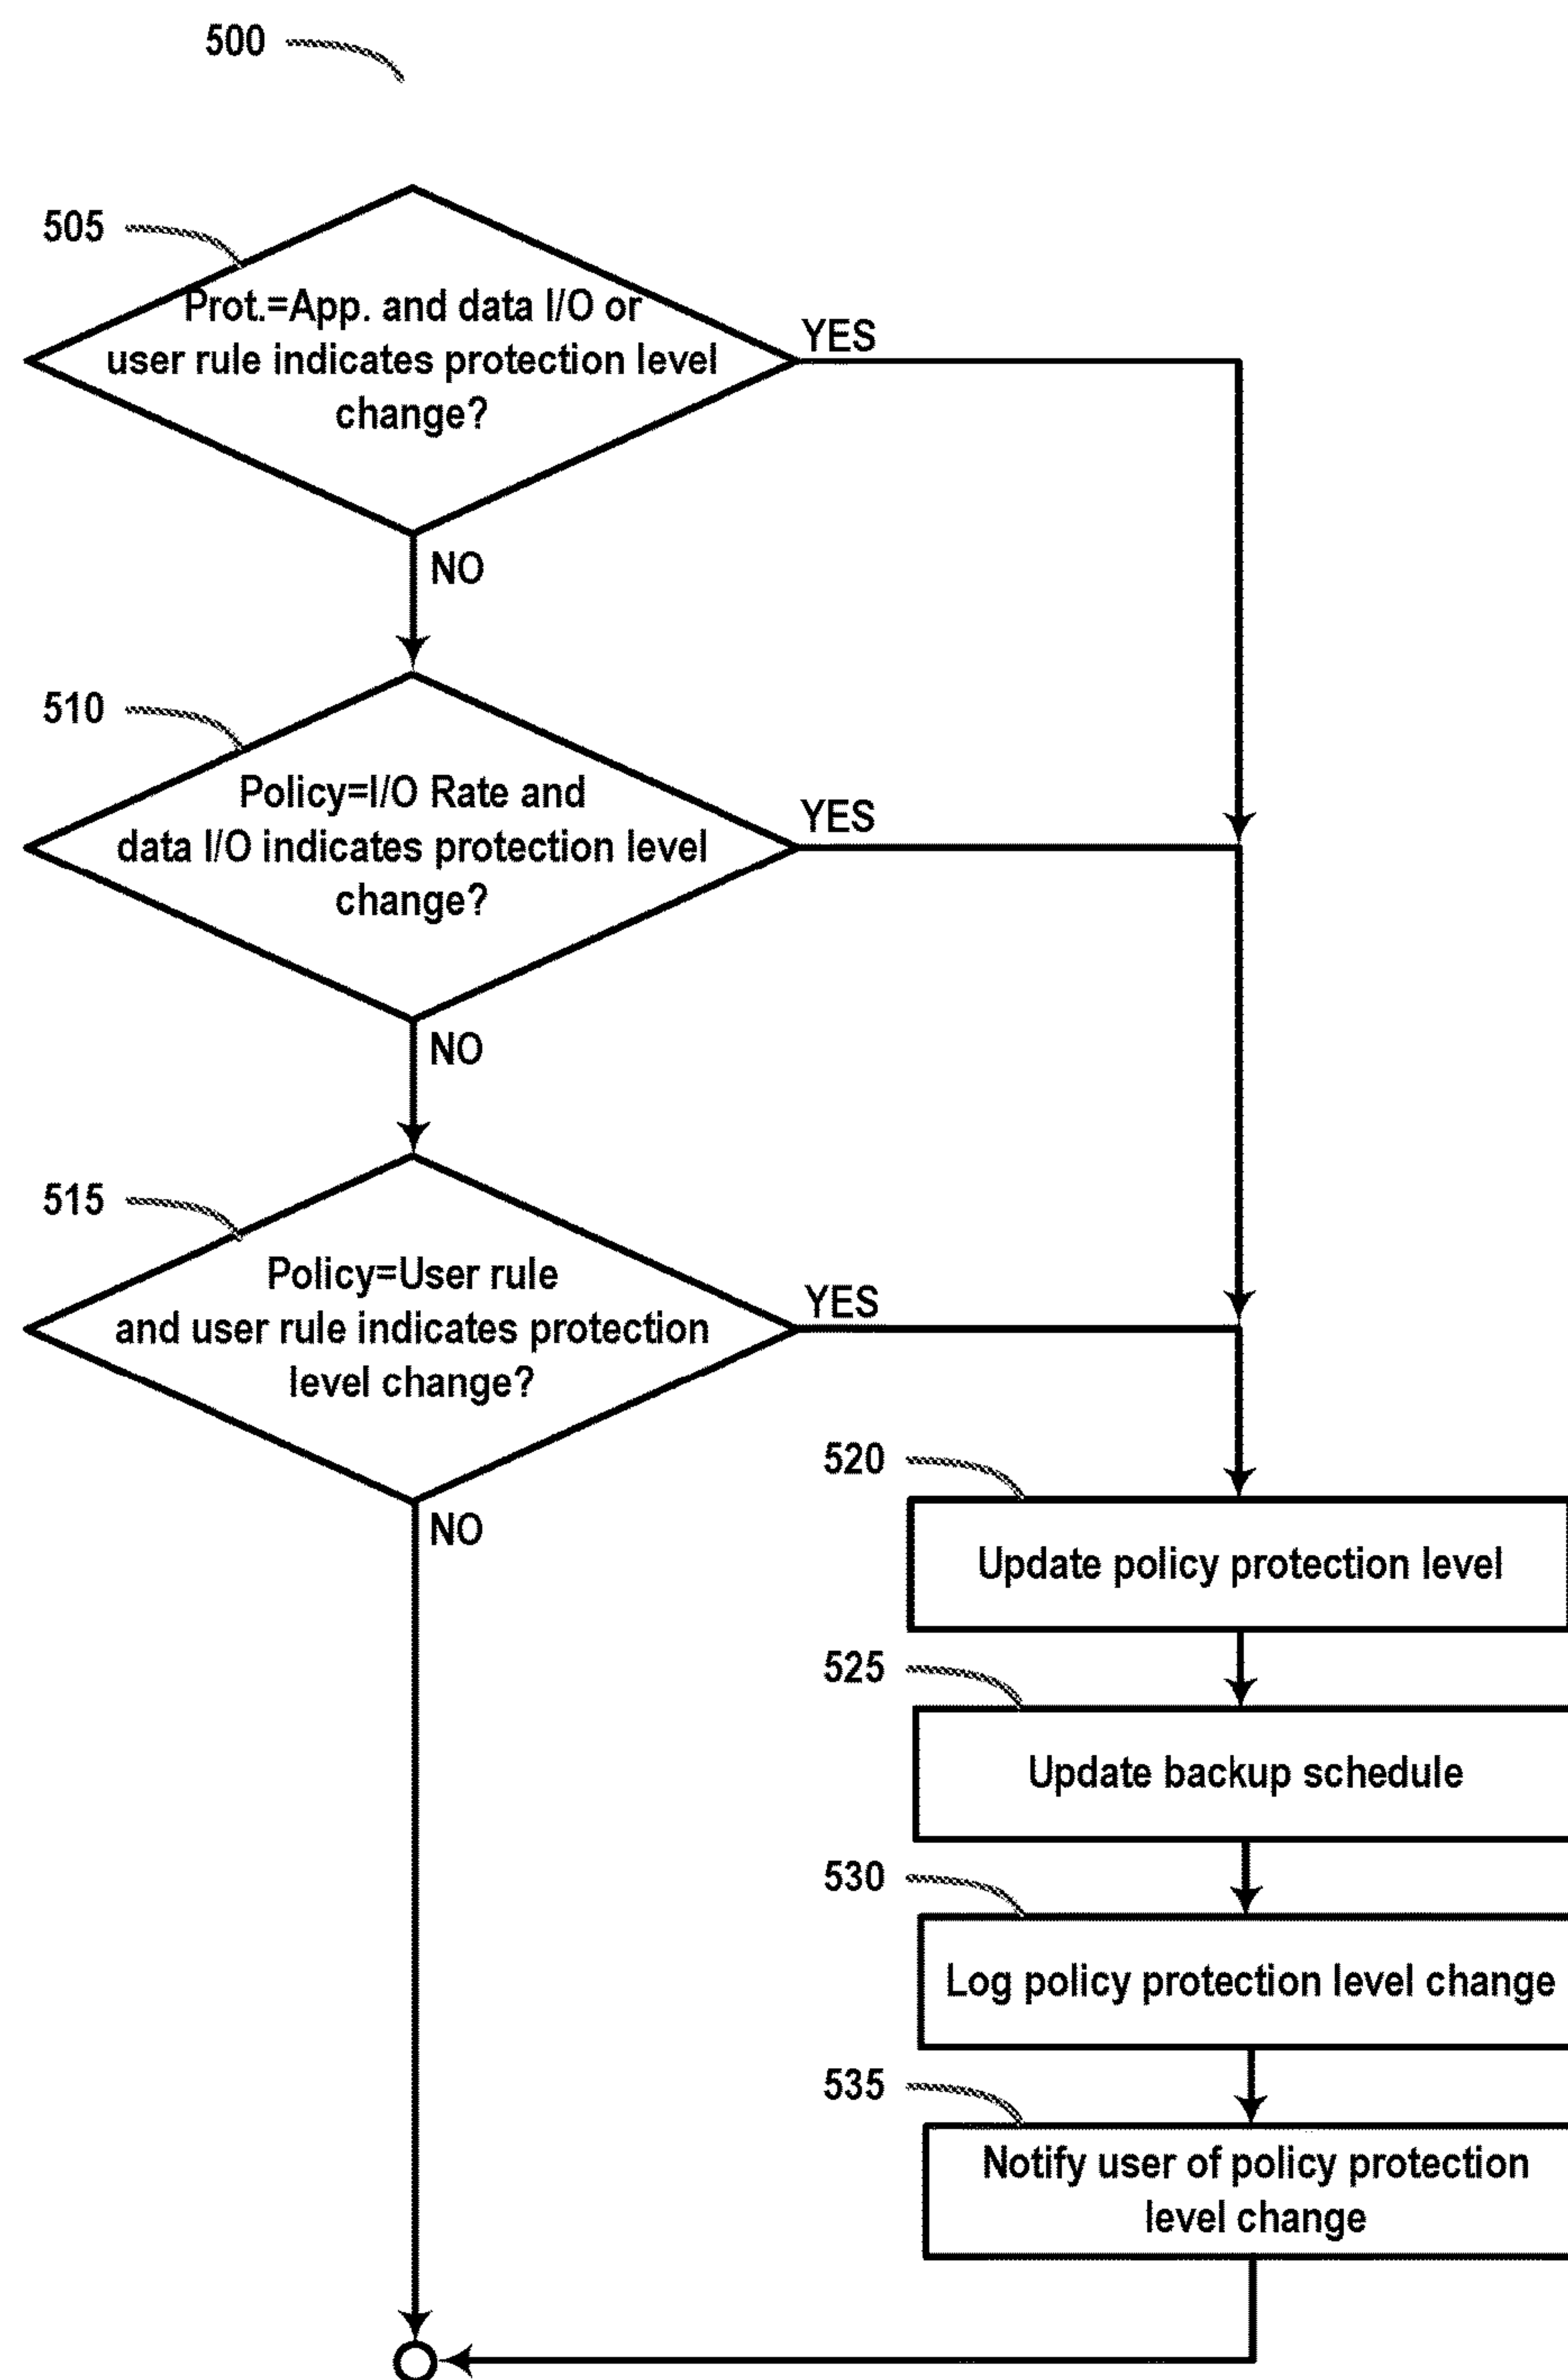 500
505
Prot.=App. and data I/O or
user rule indicates protection level
change?
YES
NO
510
Policy=I/O Rate and
data I/O indicates protection level
change?
YES
NO
515
Policy=User rule
and user rule indicates protection
level change?
YES
NO
520
Update policy protection level
525
Update backup schedule
530
Log policy protection level change
535
Notify user of policy protection
level change